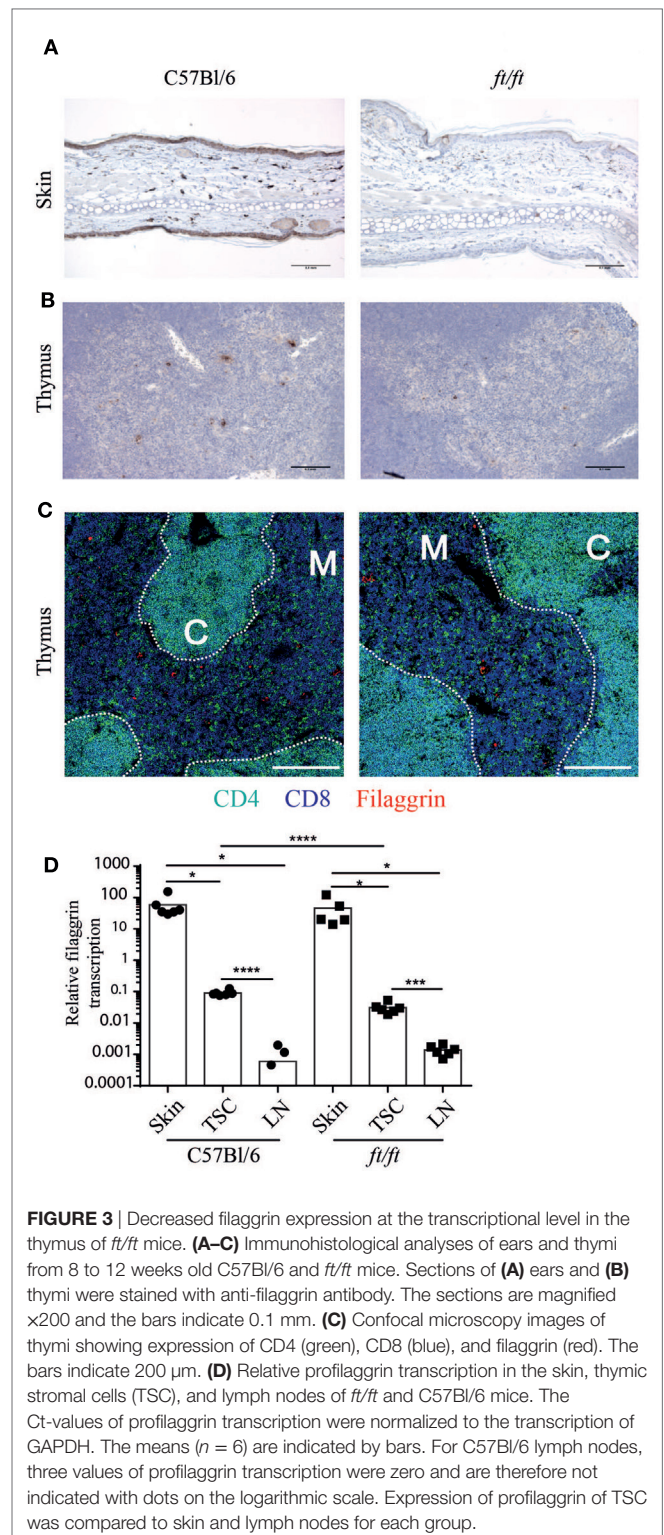 A
C57Bl/6 ft/ft
Skin
B
Thymus
C
M
C
M
C
Thymus
CD4 CD8 Filaggrin
D
****
*
*
*
*
****
***
Relative filaggrin
transcription
1000
100
10
1
0.1
0.01
0.001
0.0001
Skin
TSC
LN
Skin
TSC
LN
C57Bl/6
ft/ft
FIGURE 3 | Decreased filaggrin expression at the transcriptional level in the
thymus of ft/ft mice. (A–C) Immunohistological analyses of ears and thymi
from 8 to 12 weeks old C57Bl/6 and ft/ft mice. Sections of (A) ears and (B)
thymi were stained with anti-filaggrin antibody. The sections are magnified
×200 and the bars indicate 0.1 mm. (C) Confocal microscopy images of
thymi showing expression of CD4 (green), CD8 (blue), and filaggrin (red). The
bars indicate 200 µm. (D) Relative profilaggrin transcription in the skin, thymic
stromal cells (TSC), and lymph nodes of ft/ft and C57Bl/6 mice. The
Ct-values of profilaggrin transcription were normalized to the transcription of
GAPDH. The means (n = 6) are indicated by bars. For C57Bl/6 lymph nodes,
three values of profilaggrin transcription were zero and are therefore not
indicated with dots on the logarithmic scale. Expression of profilaggrin of TSC
was compared to skin and lymph nodes for each group.